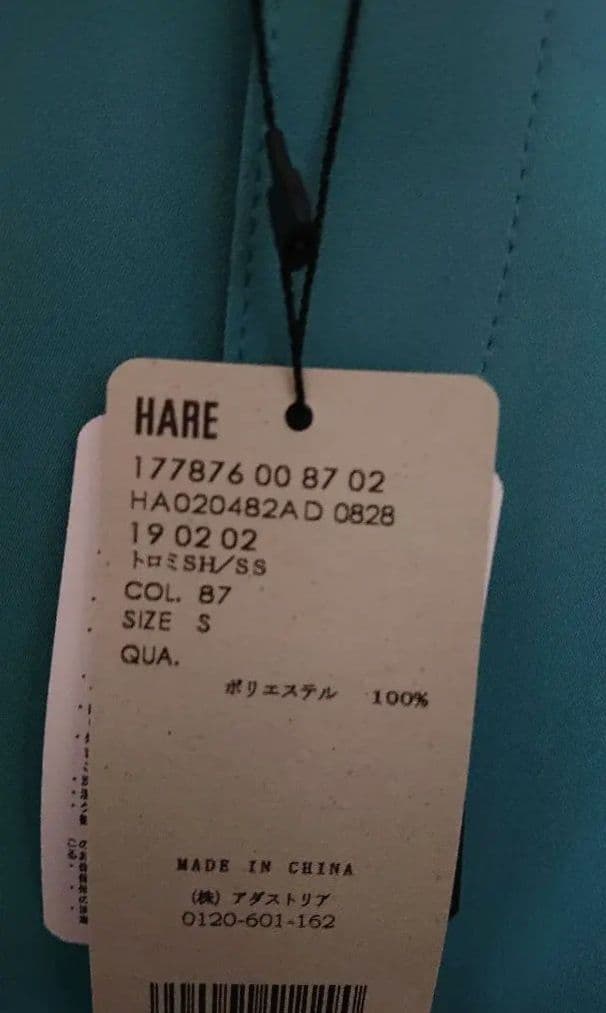 HARE
177876 00 87 02
HA020482AD 0828
19 02 02
トロミSH/SS
COL. 87
SIZE S
QUA.
ポリエステル 100%
MADE IN CHINA
(株) アダストリア
0120-601-162